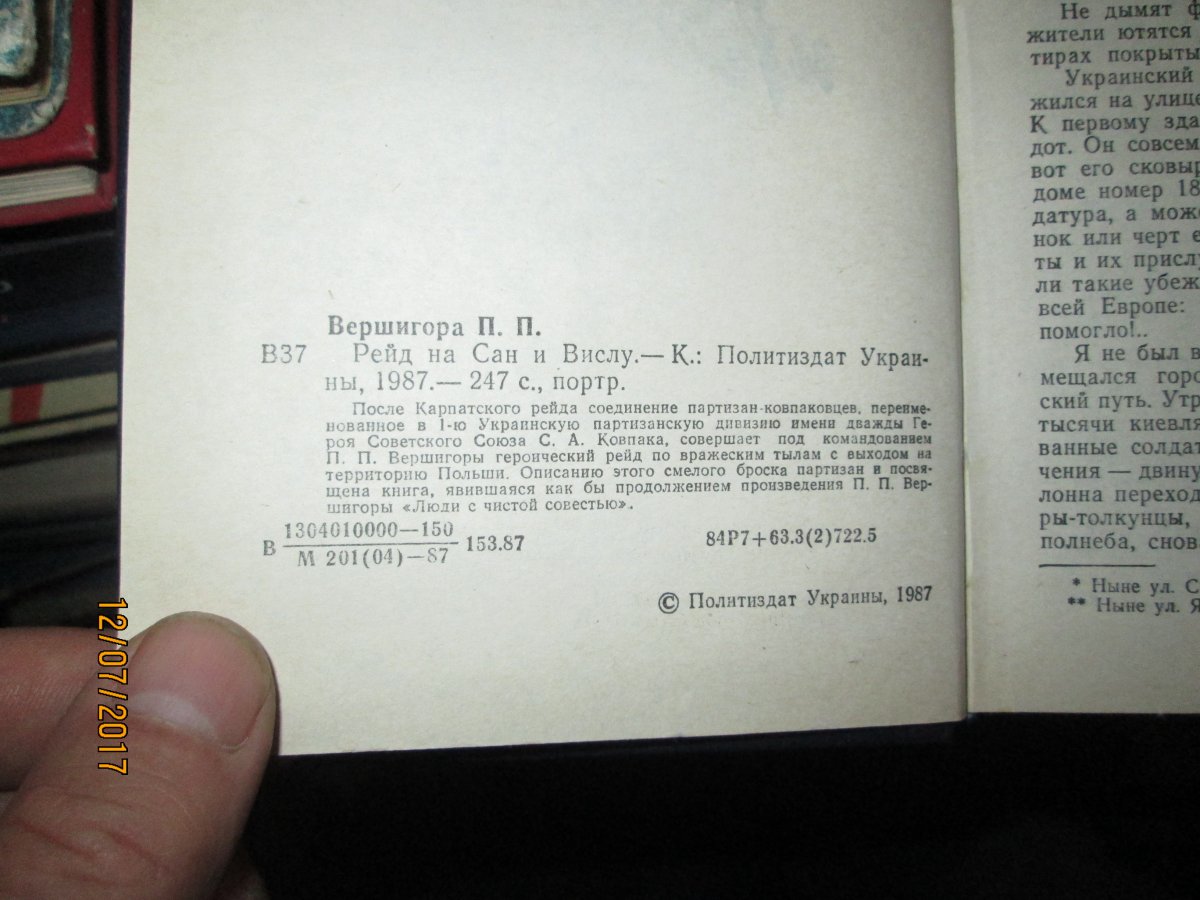 Вершигора П. П.
В37 Рейд на Сан и Вислу.— К.: Политиздат Украи-
ны, 1987.— 247 с., портр.
После Карпатского рейда соединение партизан-ковпаковцев, переиме-
нованное в 1-ю Украинскую партизанскую дивизию имени дважды Ге-
роя Советского Союза С. А. Ковпака, совершает под командованием
П. П. Вершигоры героический рейд по вражеским тылам с выходом на
территорию Польши. Описанию этого смелого броска партизан и посвя-
щена книга, явившаяся как бы продолжением произведения П. П. Вер-
шигоры «Люди с чистой совестью».
В 1304010000—150
М 201(04)—87 153.87
84Р7+63.3(2)722.5
© Политиздат Украины, 1987
Не дымят ф
жители ютятся
тирах покрыты
Украинский
жился на улице
К первому зда
дот. Он совсем
вот его сковыр
доме номер 18
датура, а може
нок или черт е
ты и их прислу
ли такие убеж
всей Европе:
помогло!..
Я не был в
мещался горо
ский путь. Утр
тысячи киевля
ванные солдат
чения — двину
лонна переход
ры-толкунцы,
полнеба, снов
* Ныне ул. С
** Ныне ул. Я
12/07/2017